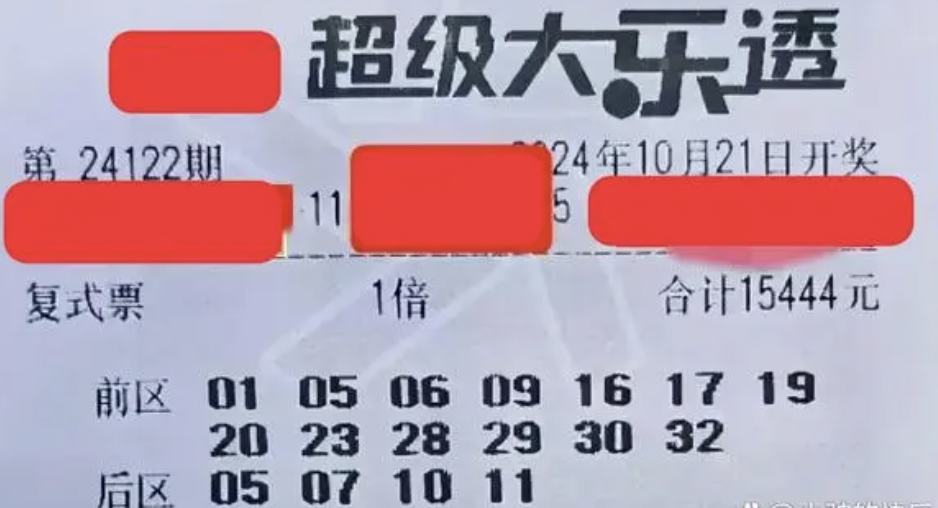 超级大乐透
第 24122期 24年10月21日开奖
11 5
复式票 1倍 合计15444元
前区 01 05 06 09 16 17 19
20 23 28 29 30 32
后区 05 07 10 11